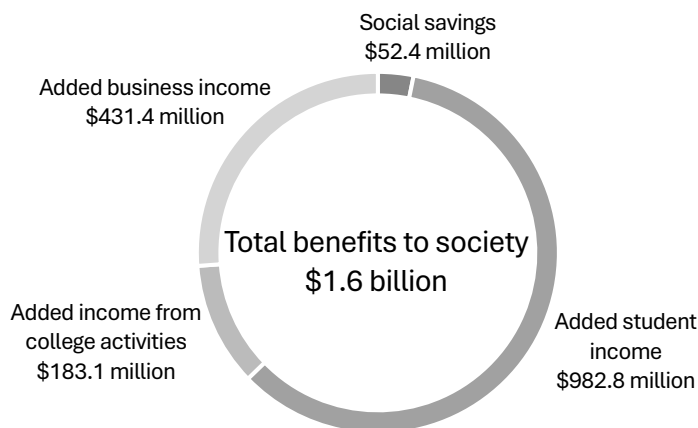 Social savings
$52.4 million
Added business income
$431.4 million
Total benefits to society
$1.6 billion
Added income from
college activities
$183.1 million
Added student
income
$982.8 million